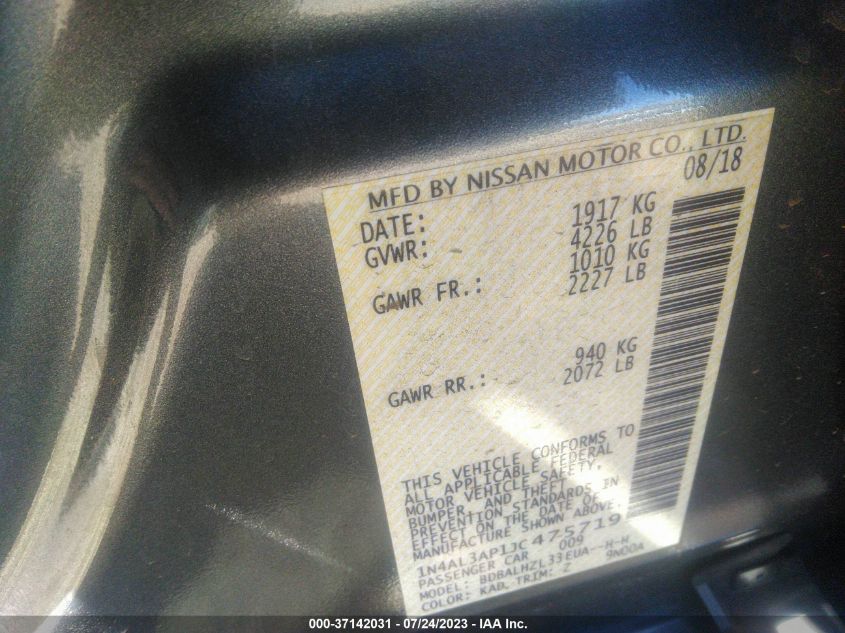 MFD BY NISSAN MOTOR CO., LTD.
DATE: 08/18
GVWR: 1917 KG
4226 LB
GAWR FR.: 1010 KG
2227 LB
GAWR RR.: 940 KG
2072 LB
THIS VEHICLE CONFORMS TO
ALL APPLICABLE FEDERAL
MOTOR VEHICLE SAFETY,
BUMPER, AND THEFT
PREVENTION STANDARDS IN
EFFECT ON THE DATE OF
MANUFACTURE SHOWN ABOVE.
1N4AL3AP1JC475719
PASSENGER CAR 009
MODEL: BDBALHZL33EUA--H-H
COLOR: KAD, TRIM: Z 9N00A
000-37142031 - 07/24/2023 - IAA Inc.